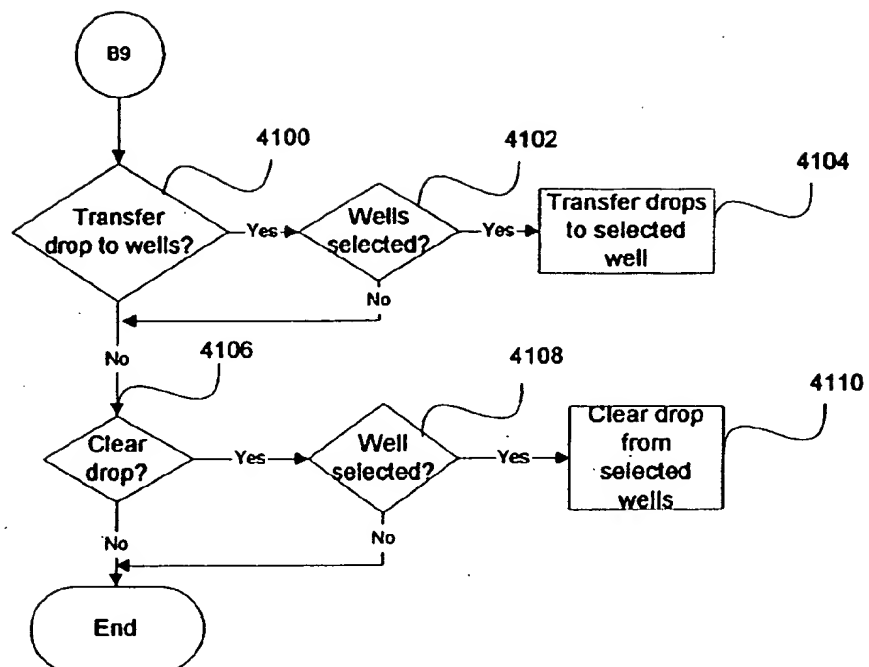 B9
4100
4102
4104
Transfer
drop to wells?
Yes
Wells
selected?
Yes
Transfer drops
to selected
well
No
No
4106
4108
4110
Clear
drop?
Yes
Well
selected?
Yes
Clear drop
from
selected
wells
No
No
End